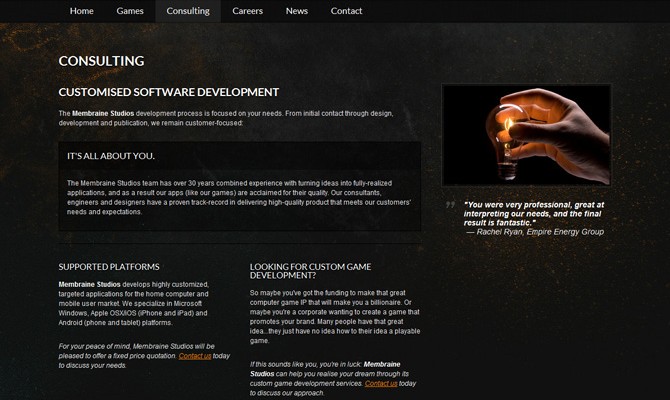 Home Games Consulting Careers News Contact
CONSULTING
CUSTOMISED SOFTWARE DEVELOPMENT
The Membraine Studios development process is focused on your needs. From initial contact through design,
development and publication, we remain customer-focused:
IT'S ALL ABOUT YOU.
The Membraine Studios team has over 30 years combined experience with turning ideas into fully-realized
applications, and as a result our apps (like our games) are acclaimed for their quality. Our consultants,
engineers and designers have a proven track-record in delivering high-quality product that meets our customers'
needs and expectations.
"You were very professional, great at
interpreting our needs, and the final
result is fantastic."
— Rachel Ryan, Empire Energy Group
SUPPORTED PLATFORMS
Membraine Studios develops highly customized,
targeted applications for the home computer and
mobile user market. We specialize in Microsoft
Windows, Apple OSX/iOS (iPhone and iPad) and
Android (phone and tablet) platforms.
For your peace of mind, Membraine Studios will be
pleased to offer a fixed price quotation. Contact us today
to discuss your needs.
LOOKING FOR CUSTOM GAME
DEVELOPMENT?
So maybe you've got the funding to make that great
computer game IP that will make you a billionaire. Or
maybe you're a corporate wanting to create a game that
promotes your brand. Many people have that great
idea...they just have no idea how to their idea a playable
game.
If this sounds like you, you're in luck: Membraine
Studios can help you realise your dream through its
custom game development services. Contact us today
to discuss our approach.